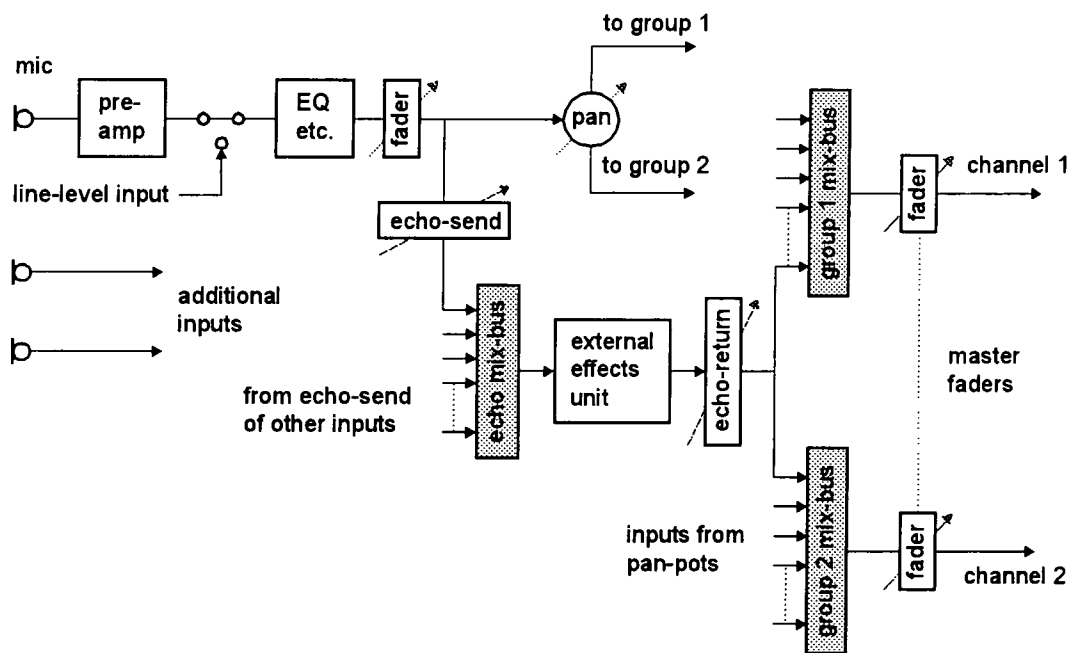 to group 1
mic
pre-
amp
EQ
etc.
fader
pan
to group 2
line-level input
echo-send
group 1 mix-bus
fader
channel 1
additional
inputs
echo mix-bus
external
effects
unit
echo-return
master
faders
from echo-send
of other inputs
inputs from
pan-pots
group 2 mix-bus
fader
channel 2